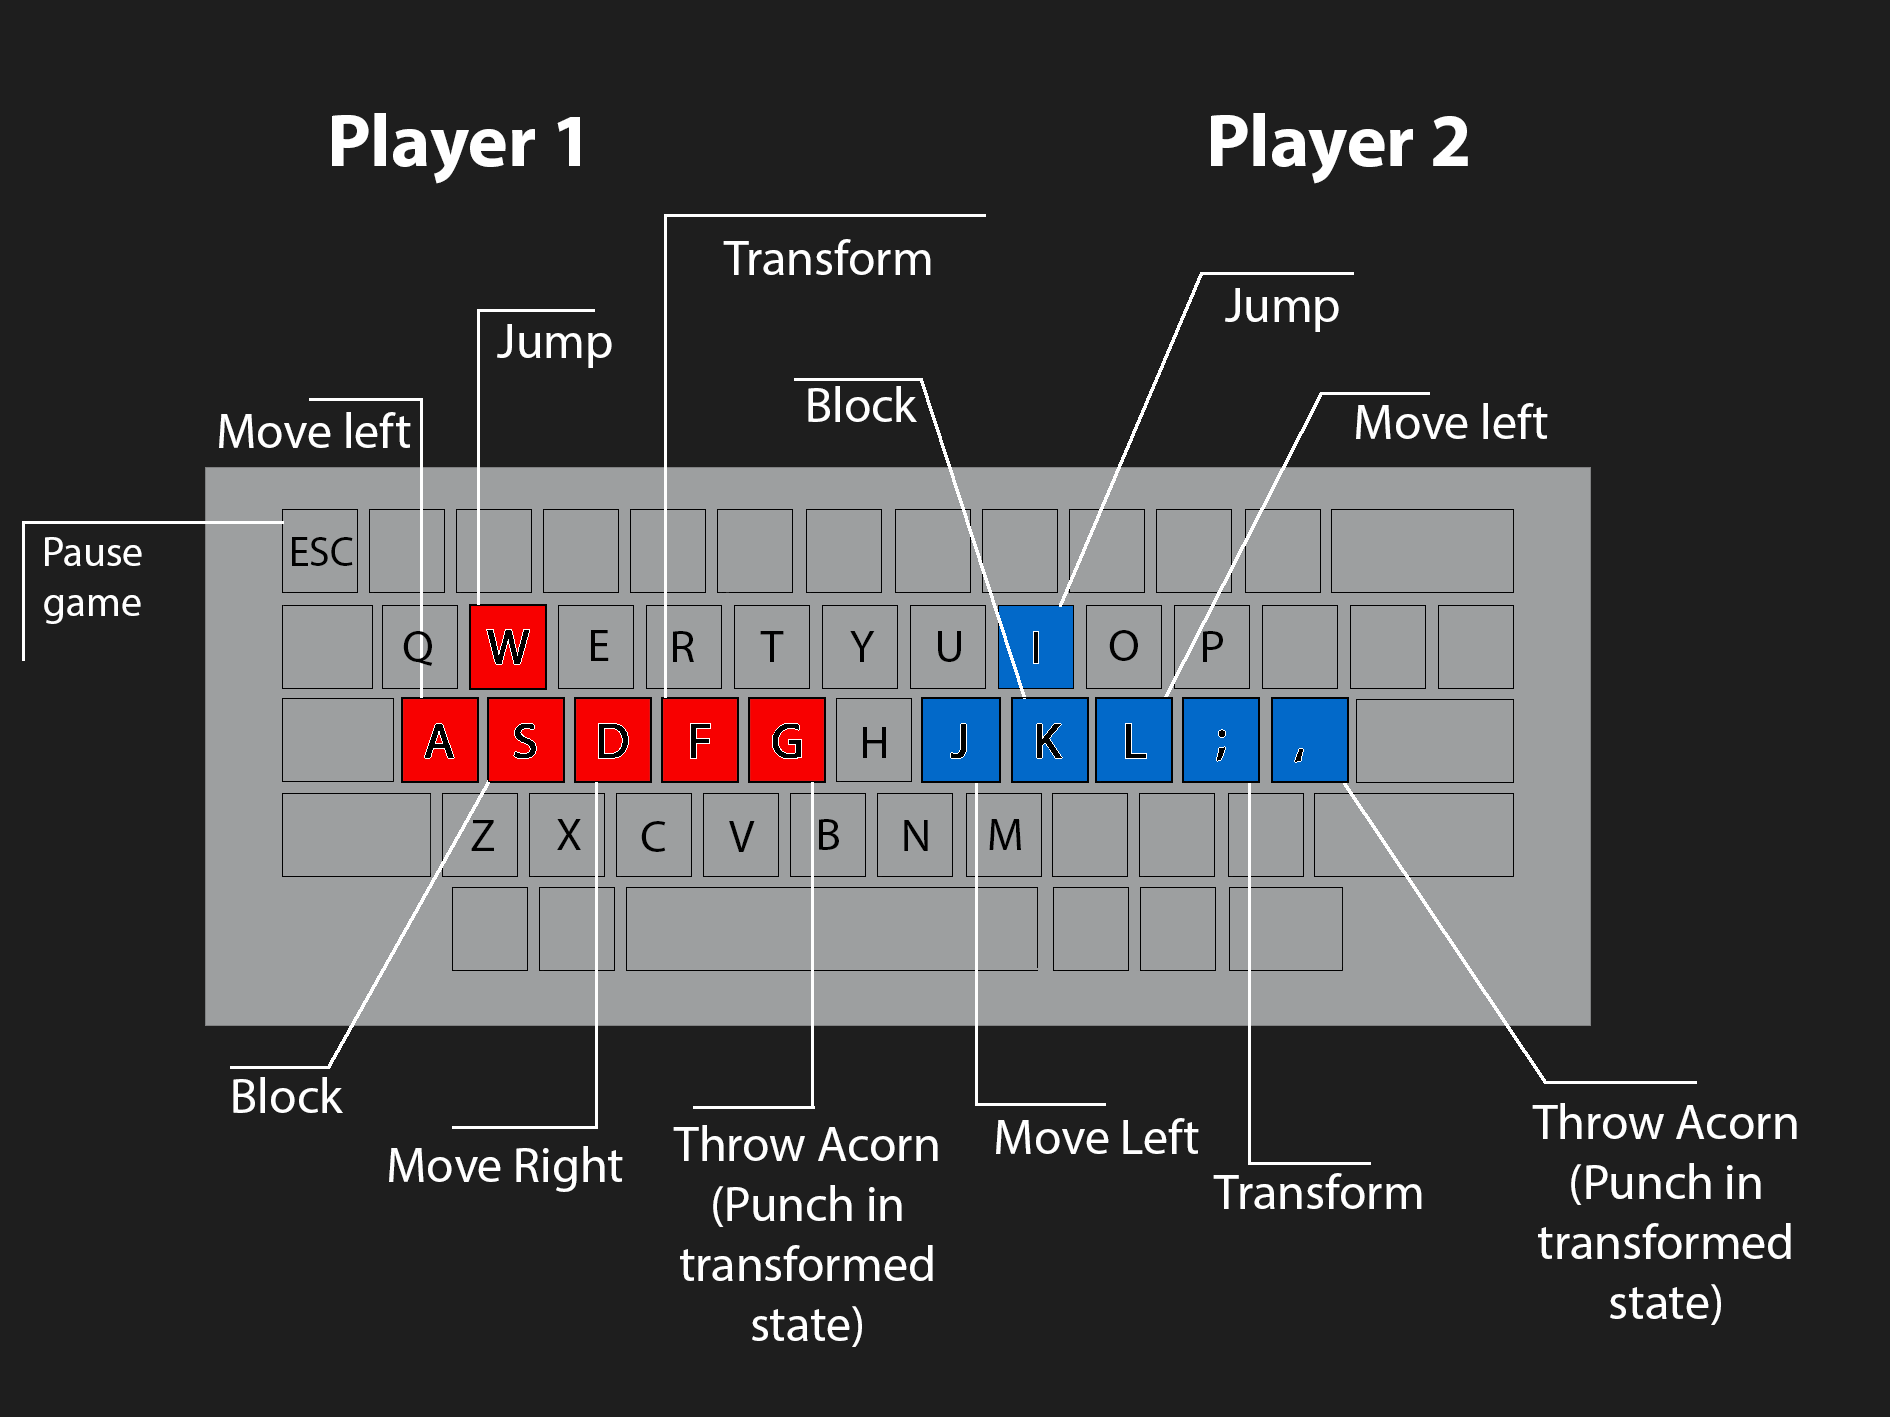 Player 1
Player 2
Transform
Jump
Jump
Block
Move left
Move left
Pause
game
ESC
Q W E R T Y U I O P
A S D F G H J K L ; ,
Z X C V B N M
Block
Move Right
Throw Acorn
(Punch in
transformed
state)
Move Left
Transform
Throw Acorn
(Punch in
transformed
state)